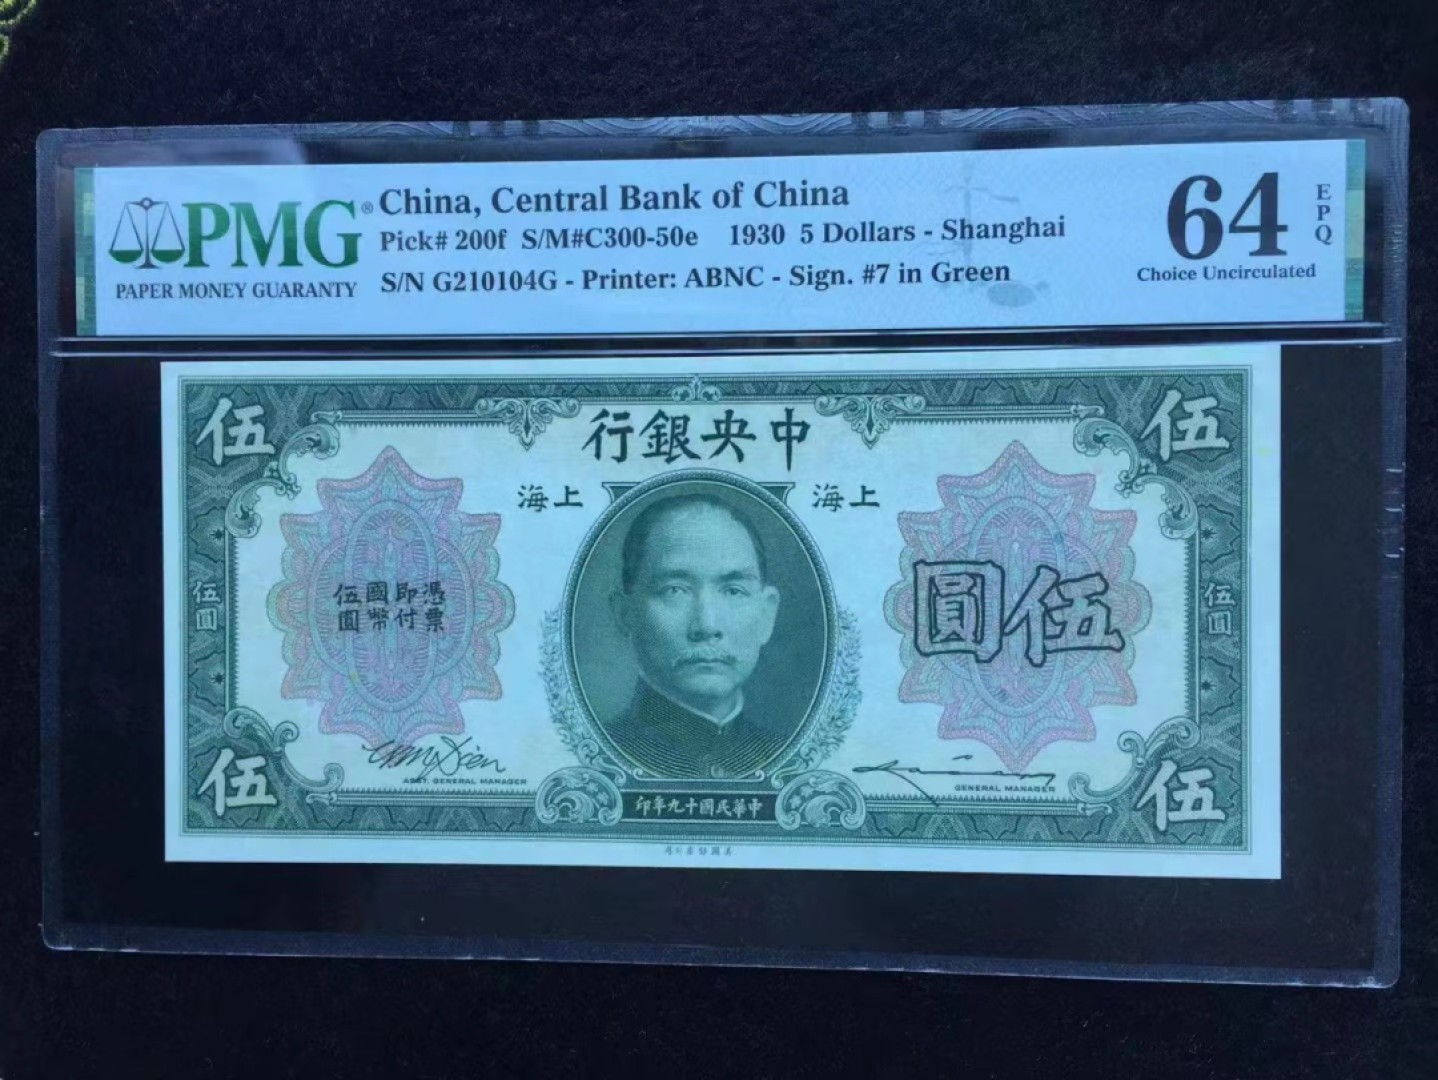 PMG®
PAPER MONEY GUARANTY
China, Central Bank of China
Pick# 200f S/M#C300-50e 1930 5 Dollars - Shanghai
S/N G210104G - Printer: ABNC - Sign. #7 in Green
64
EPQ
Choice Uncirculated
伍
行銀央中
伍
海上
海上
憑票
即付
國幣
伍圓
圓伍
伍圓
伍圓
ASST. GENERAL MANAGER
GENERAL MANAGER
伍
印年九十國民華中
伍